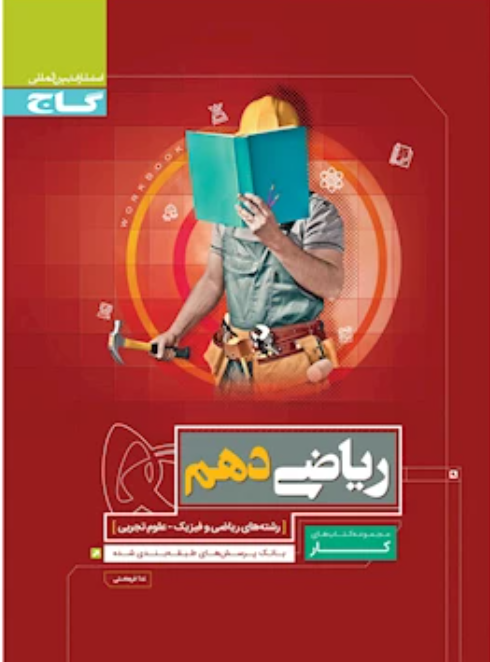 انتشارات بین‌المللی
گاج
WORKBOOK
ریاضی دهم
[ رشته‌های ریاضی و فیزیک - علوم تجربی ]
مجموعه کتاب‌های
کار
بانک پرسش‌های طبقه‌بندی شده